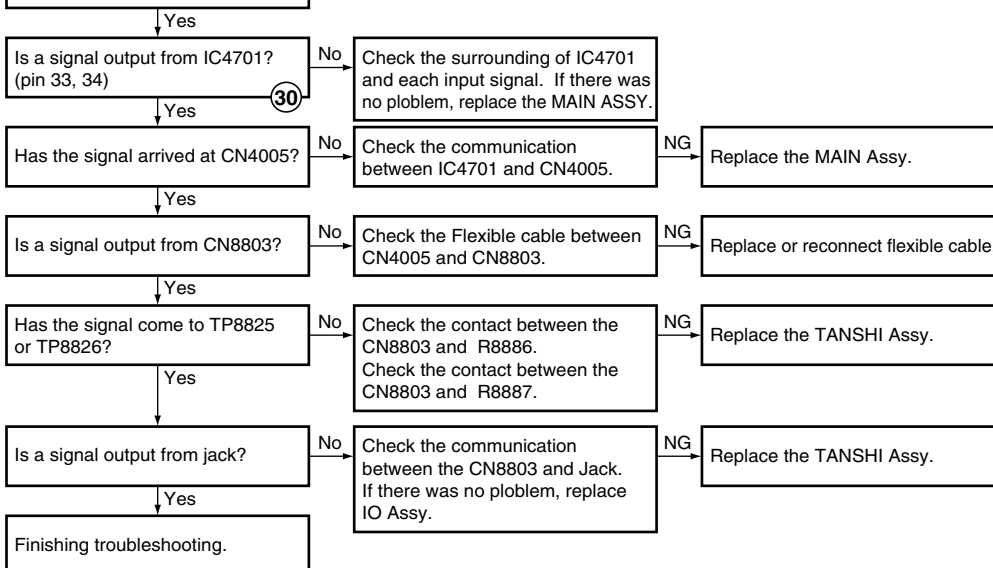 Yes
Is a signal output from IC4701?
(pin 33, 34)
30
No
Check the surrounding of IC4701
and each input signal. If there was
no ploblem, replace the MAIN ASSY.
Yes
Has the signal arrived at CN4005?
No
Check the communication
between IC4701 and CN4005.
NG
Replace the MAIN Assy.
Yes
Is a signal output from CN8803?
No
Check the Flexible cable between
CN4005 and CN8803.
NG
Replace or reconnect flexible cable
Yes
Has the signal come to TP8825
or TP8826?
No
Check the contact between the
CN8803 and R8886.
Check the contact between the
CN8803 and R8887.
NG
Replace the TANSHI Assy.
Yes
Is a signal output from jack?
No
Check the communication
between the CN8803 and Jack.
If there was no ploblem, replace
IO Assy.
NG
Replace the TANSHI Assy.
Yes
Finishing troubleshooting.